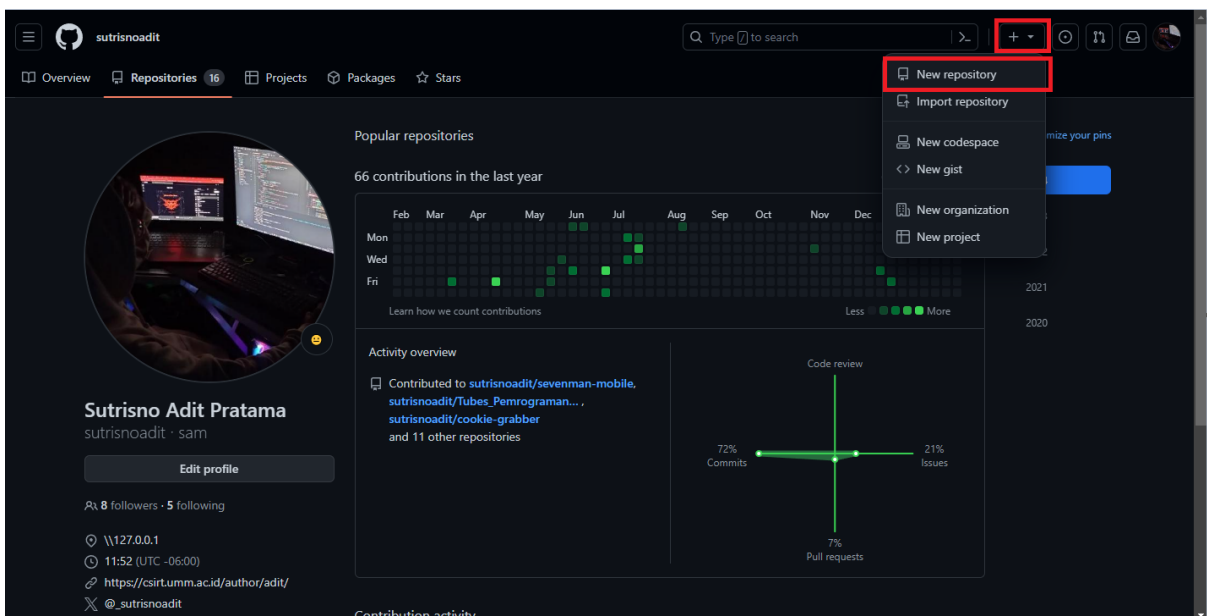 sutrisnoadit
Type / to search
Overview Repositories 16 Projects Packages Stars
New repository
Import repository
New codespace
New gist
New organization
New project
Popular repositories
mize your pins
66 contributions in the last year
Feb Mar Apr May Jun Jul Aug Sep Oct Nov Dec
Mon
Wed
Fri
Learn how we count contributions
Less More
2021
2020
Activity overview
Contributed to sutrisnoadit/sevenman-mobile,
sutrisnoadit/Tubes_Pemrograman... ,
sutrisnoadit/cookie-grabber
and 11 other repositories
Code review
72%
Commits
21%
Issues
7%
Pull requests
Sutrisno Adit Pratama
sutrisnoadit · sam
Edit profile
8 followers · 5 following
\\127.0.0.1
11:52 (UTC -06:00)
https://csirt.umm.ac.id/author/adit/
@_sutrisnoadit
Contribution activity